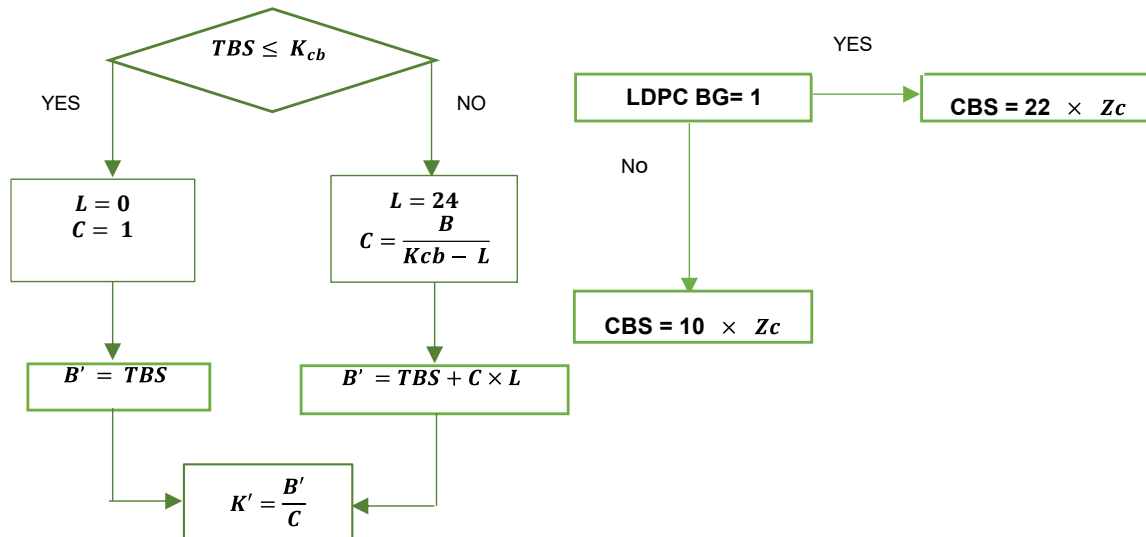 TBS ≤ K_cb
YES
NO
L = 0
C = 1
L = 24
C = B / (Kcb − L)
B' = TBS
B' = TBS + C × L
K' = B' / C
YES
LDPC BG= 1
CBS = 22 × Zc
No
CBS = 10 × Zc